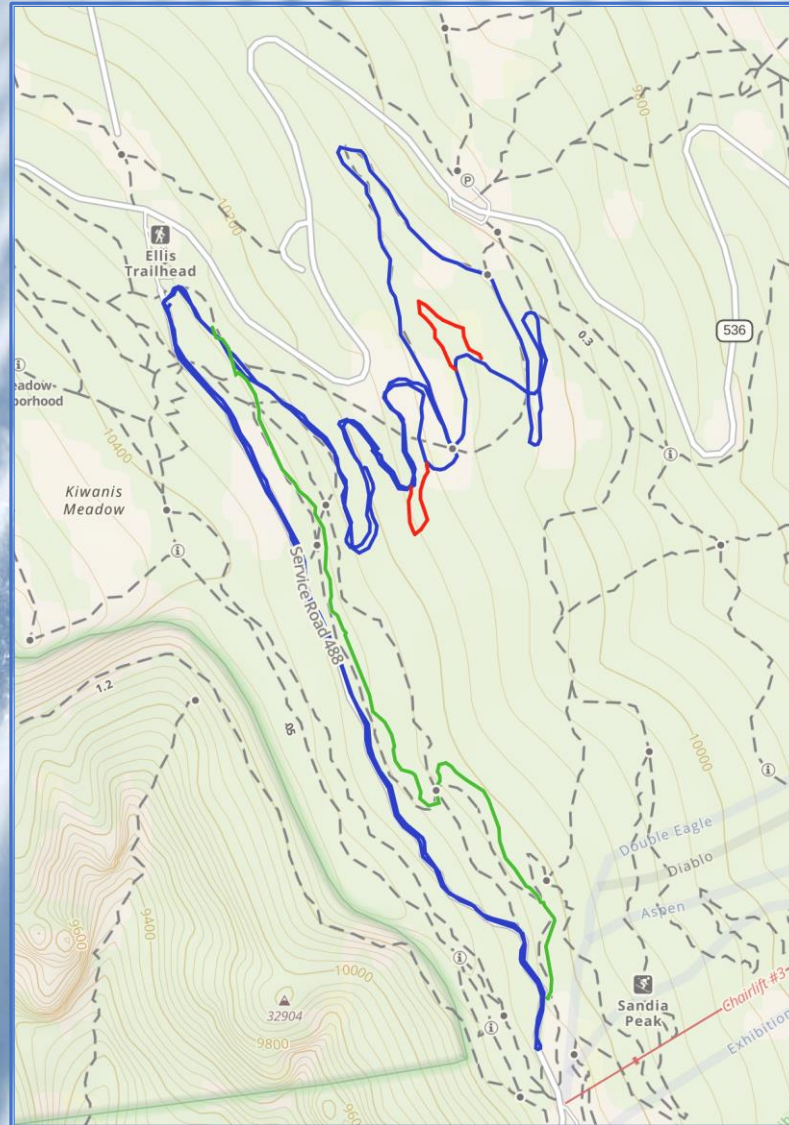 9800
10200
P
Ellis
Trailhead
536
0.3
i
eadow-
borhood
10400
Kiwanis
Meadow
i
i
Service Road 488
1.2
10000
i
Double Eagle
Diablo
9400
Aspen
9600
i
10000
Sandia
Peak
Chairlift #3
32904
i
Exhibition
9800
960